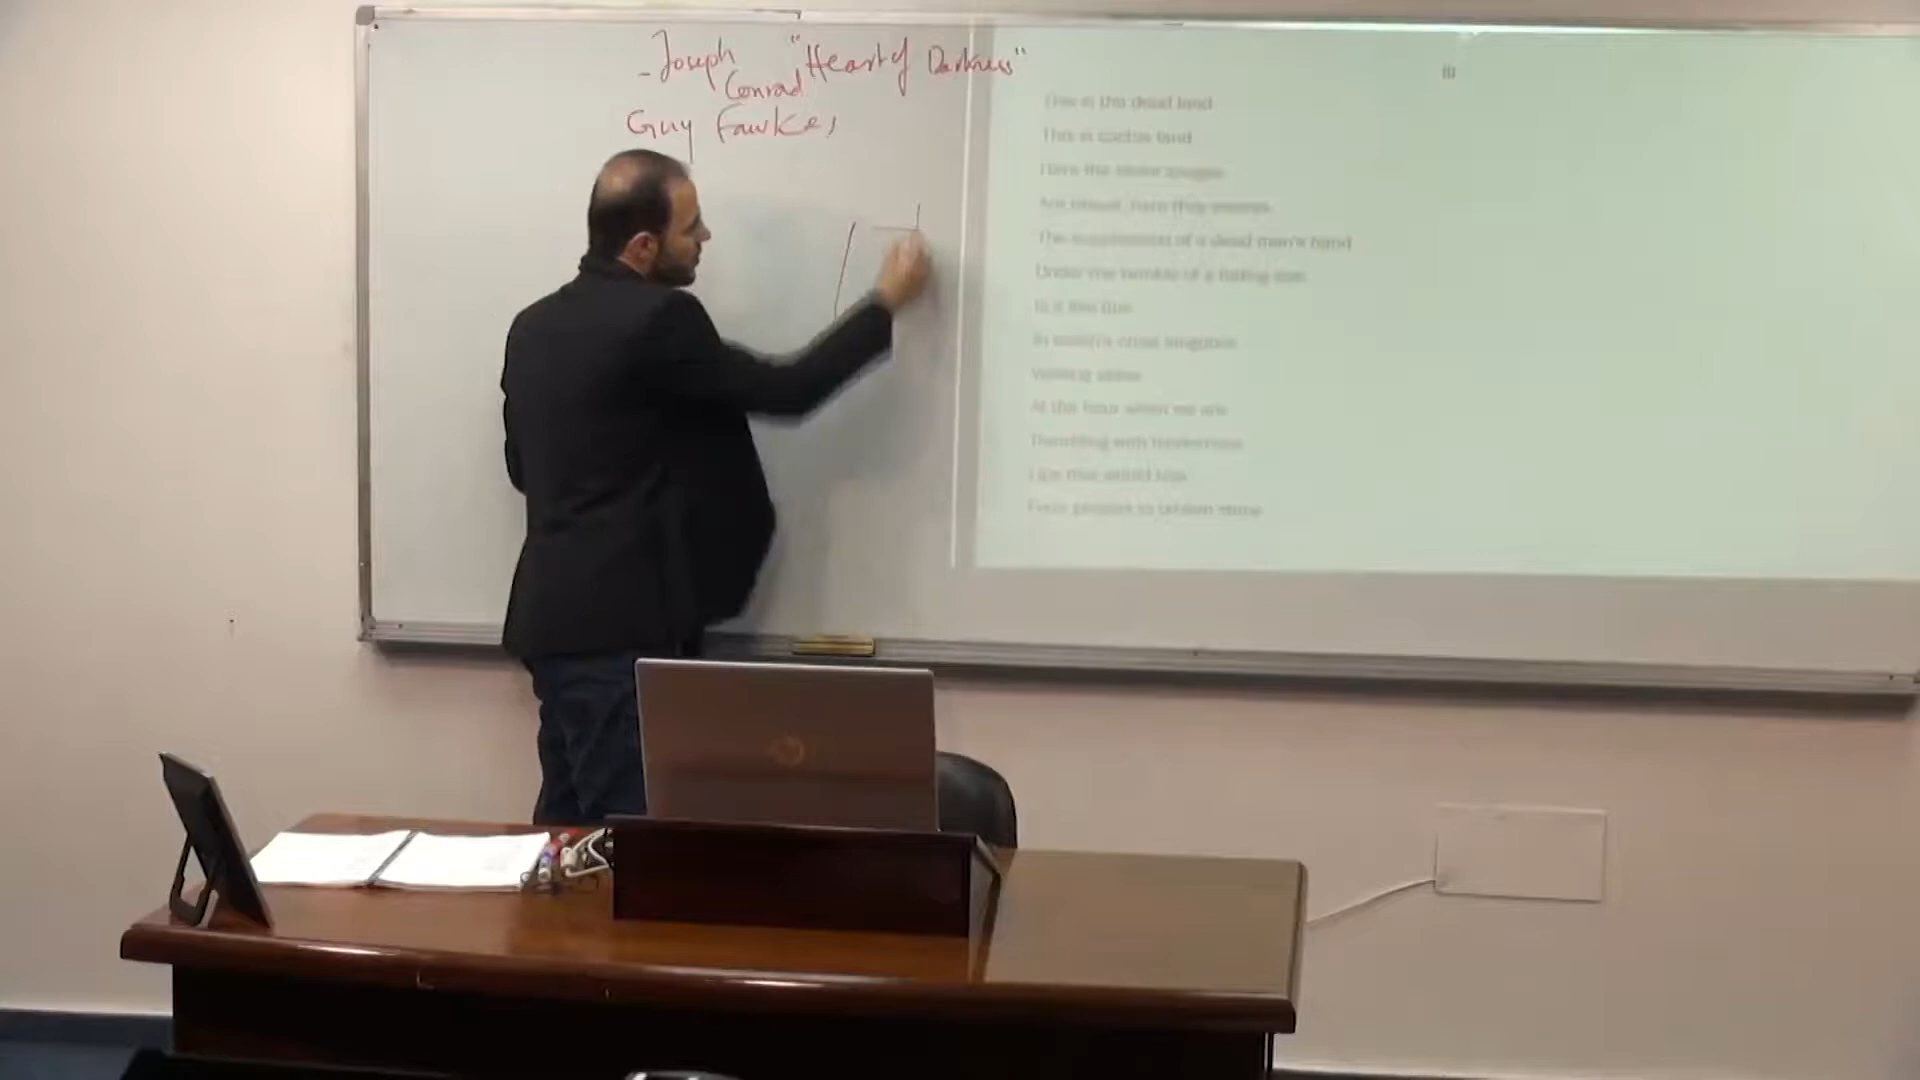 - Joseph "Heart of Darkness"
Conrad
Guy Fawkes
III
This is the dead land
This is cactus land
Here the stone images
Are raised, here they receive
The supplication of a dead man's hand
Under the twinkle of a fading star.
Is it like this
In death's other kingdom
Waking alone
At the hour when we are
Trembling with tenderness
Lips that would kiss
Form prayers to broken stone.
hp